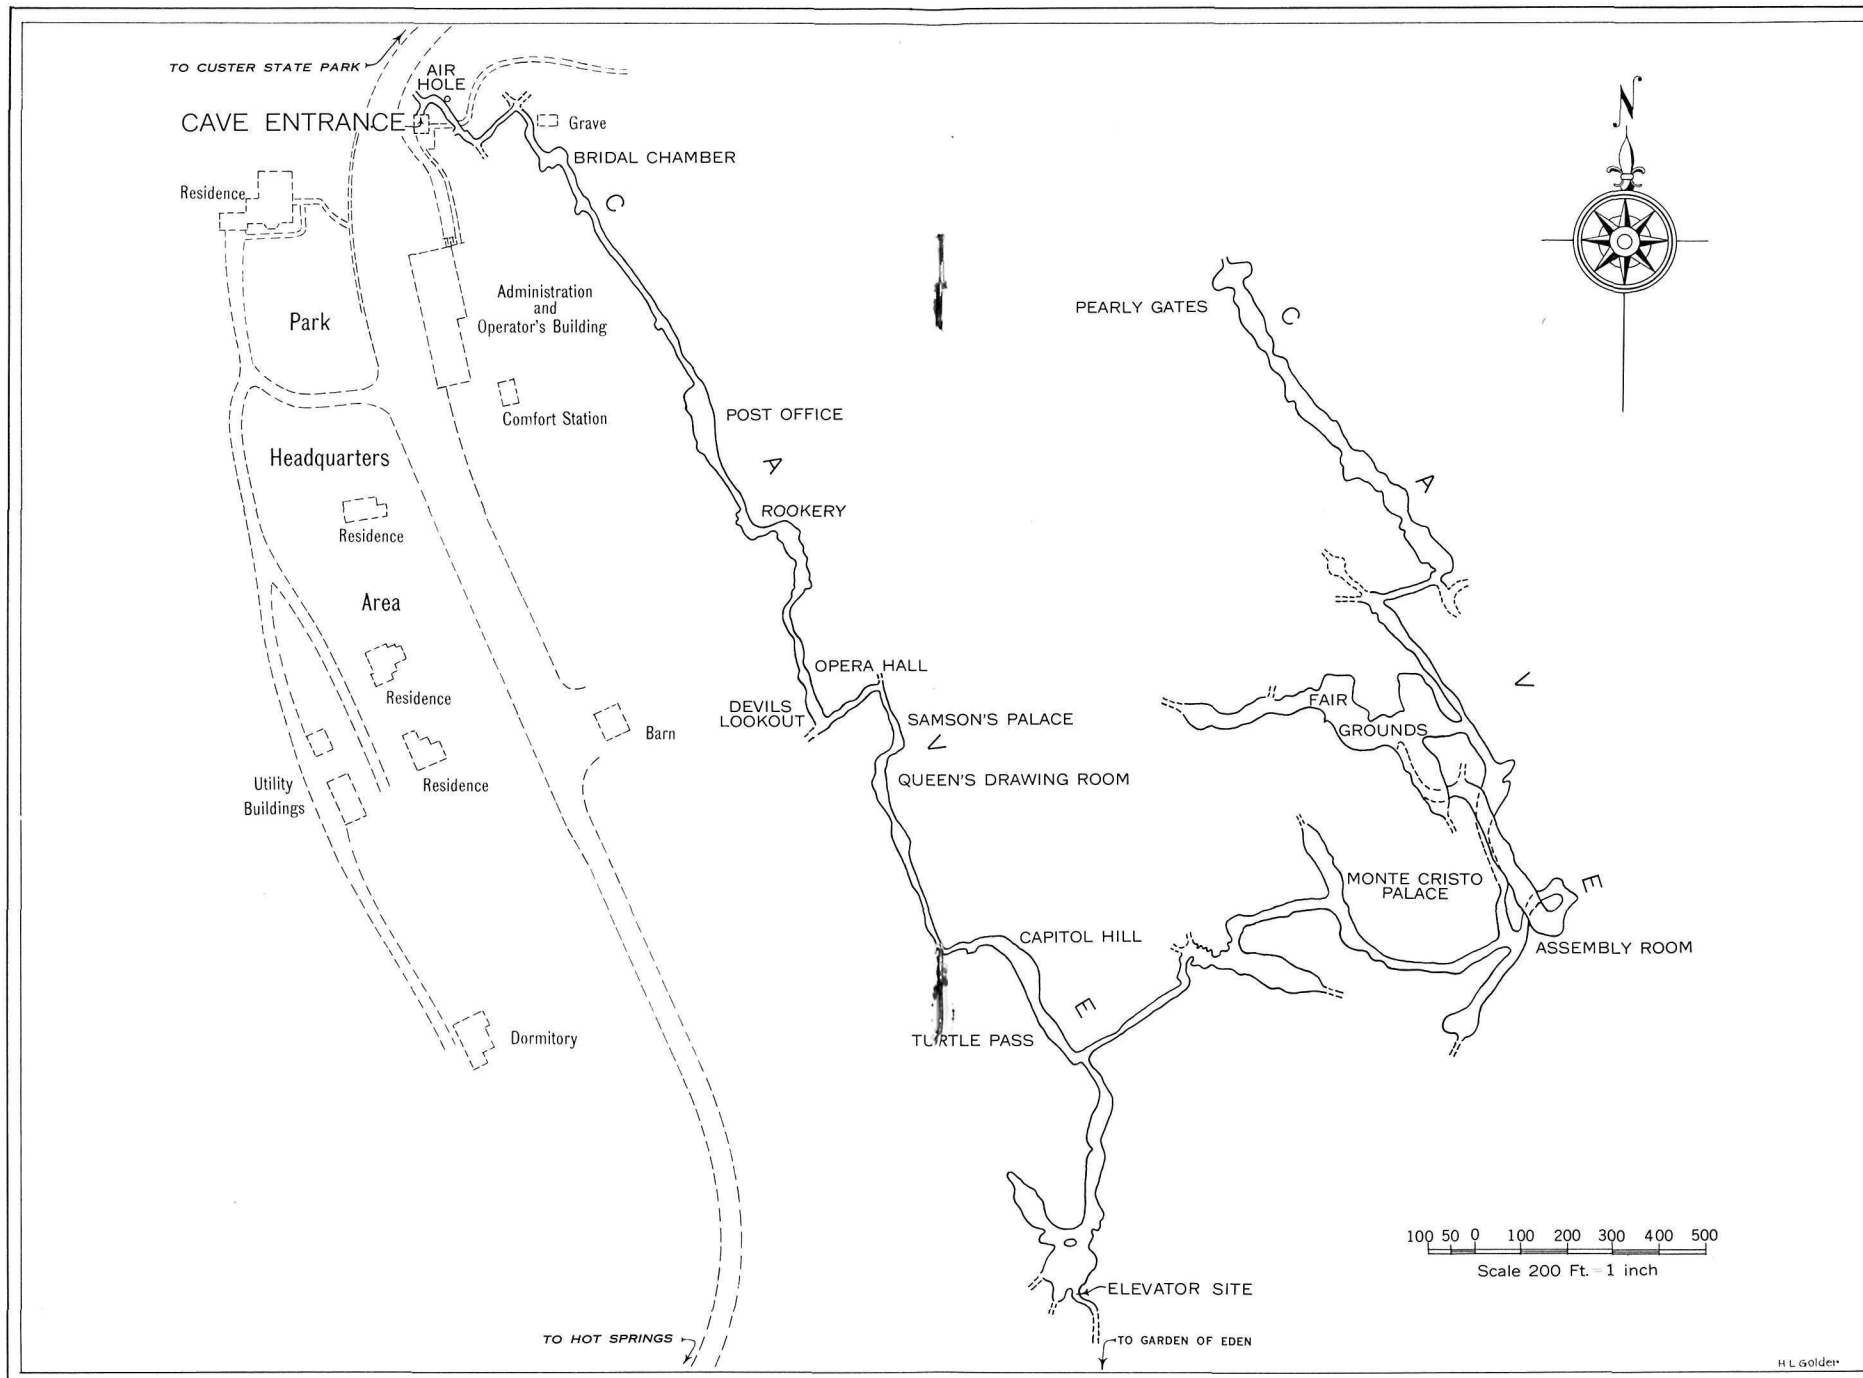 TO CUSTER STATE PARK
AIR
HOLE
N
CAVE ENTRANCE
Grave
BRIDAL CHAMBER
Residence
C
Administration
and
Operator's Building
PEARLY GATES
C
Park
POST OFFICE
Comfort Station
Headquarters
A
A
ROOKERY
Residence
Area
OPERA HALL
V
Residence
DEVILS
LOOKOUT
SAMSON'S PALACE
FAIR
GROUNDS
Barn
V
QUEEN'S DRAWING ROOM
Utility
Buildings
Residence
MONTE CRISTO
PALACE
E
CAPITOL HILL
ASSEMBLY ROOM
E
TURTLE PASS
Dormitory
100 50 0 100 200 300 400 500
Scale 200 Ft. = 1 inch
ELEVATOR SITE
TO HOT SPRINGS
TO GARDEN OF EDEN
H L Golder